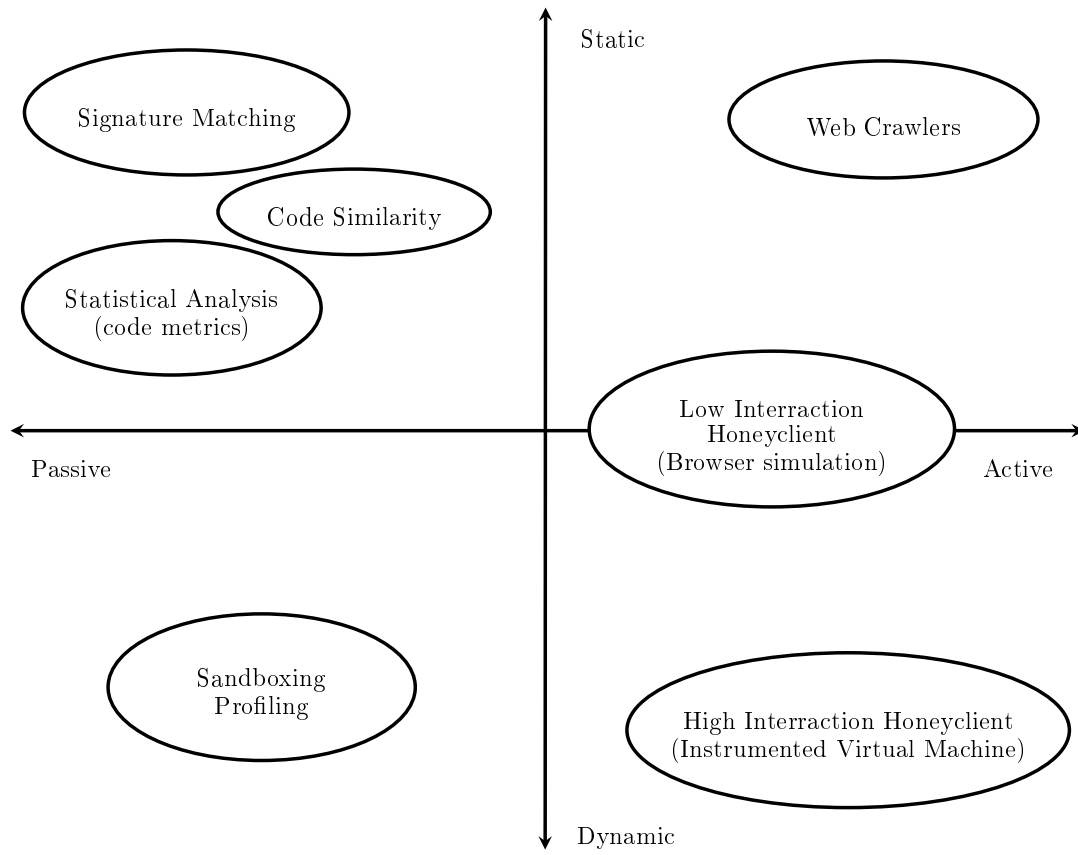 Static
Signature Matching
Web Crawlers
Code Similarity
Statistical Analysis
(code metrics)
Low Interraction
Honeyclient
(Browser simulation)
Passive
Active
Sandboxing
Profiling
High Interraction Honeyclient
(Instrumented Virtual Machine)
Dynamic